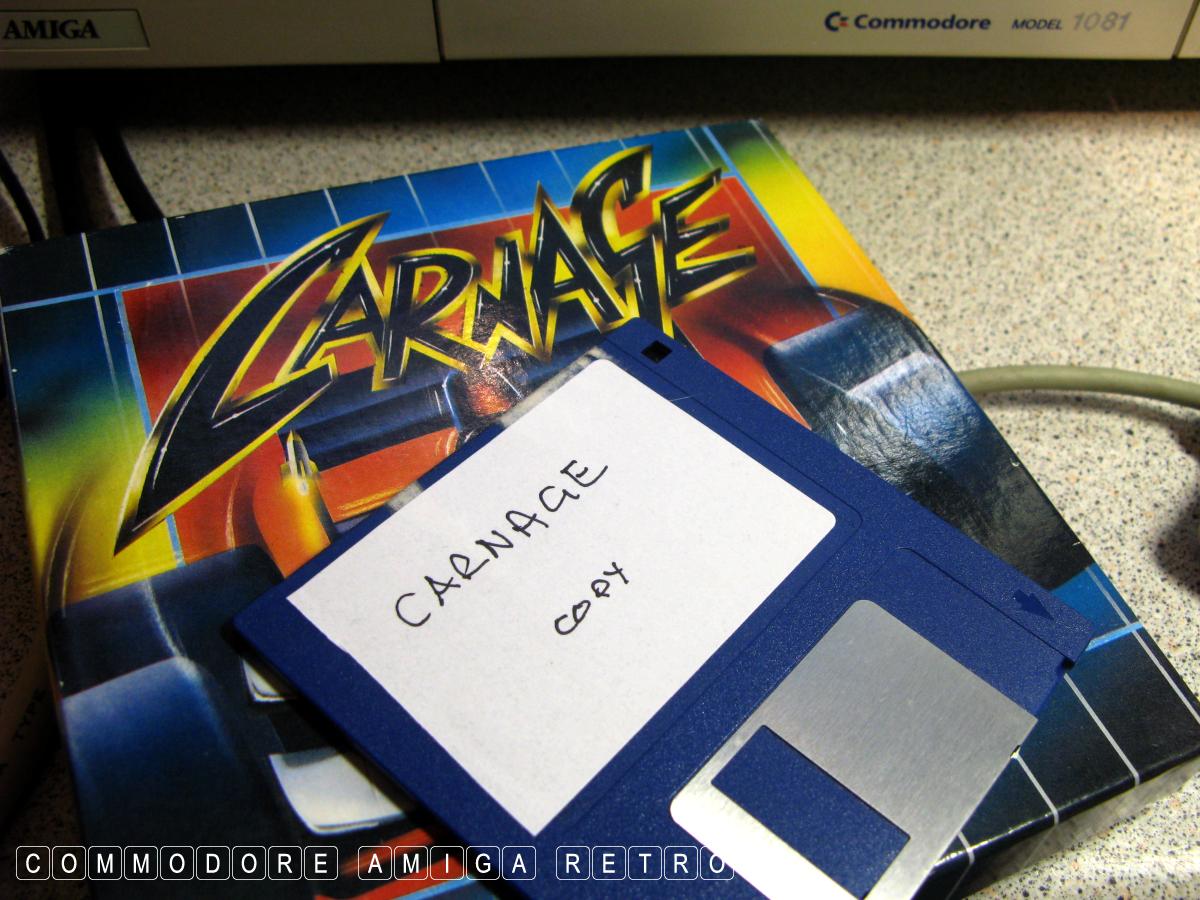 AMIGA
Commodore MODEL 1081
CARNAGE
CARNAGE
COPY
COMMODORE AMIGA RETRO